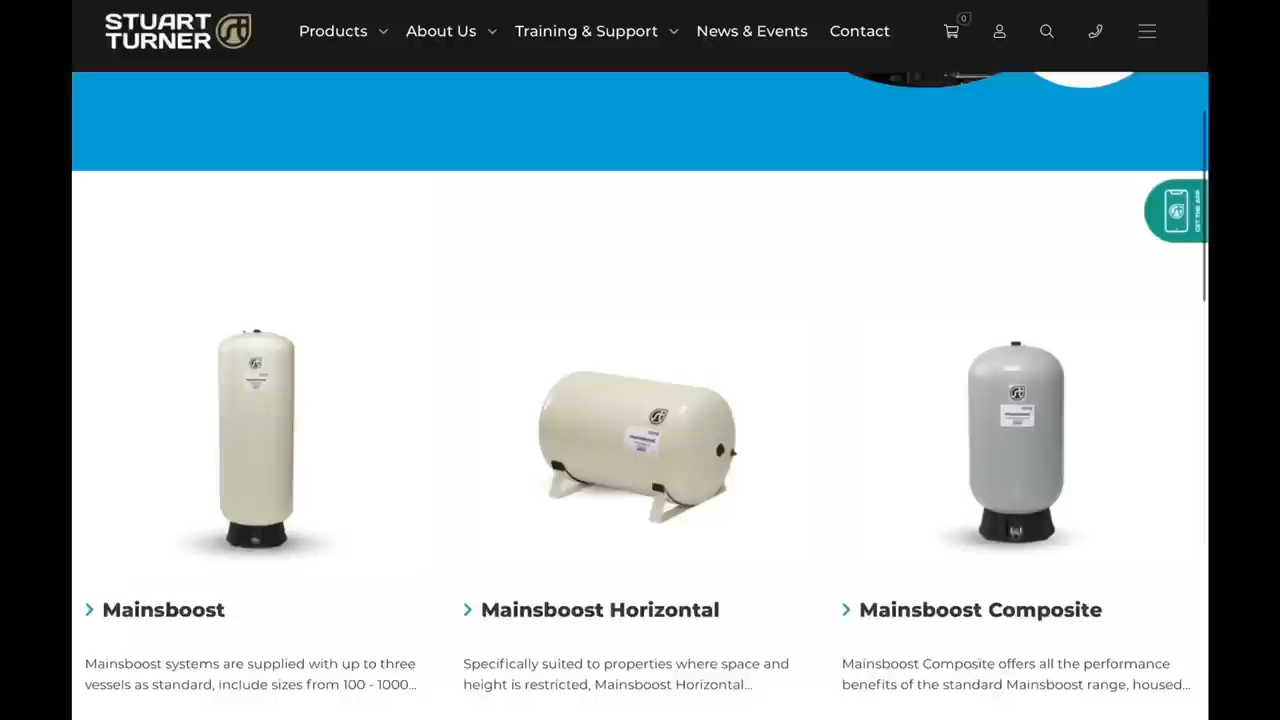 STUART
TURNER
Products
About Us
Training & Support
News & Events
Contact
0
GET THE APP
Mainsboost
Mainsboost Horizontal
Mainsboost Composite
Mainsboost systems are supplied with up to three
vessels as standard, include sizes from 100 - 1000...
Specifically suited to properties where space and
height is restricted, Mainsboost Horizontal...
Mainsboost Composite offers all the performance
benefits of the standard Mainsboost range, housed...